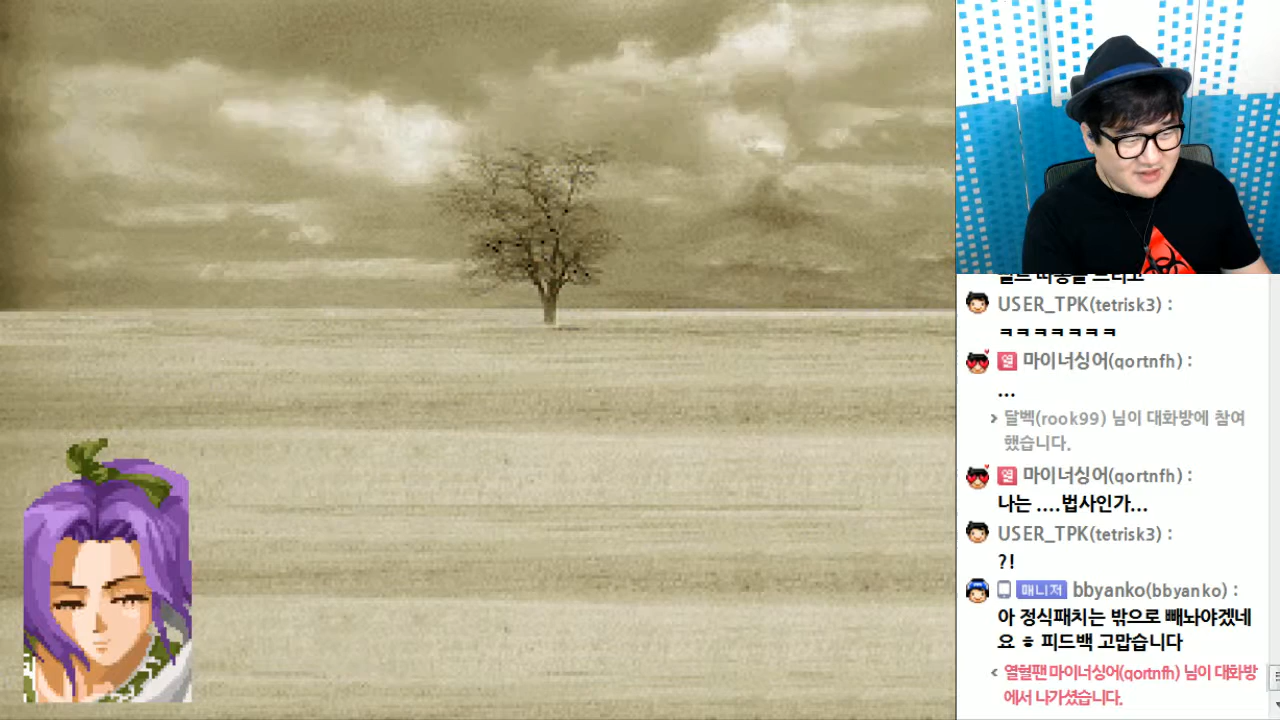 USER_TPK(tetrisk3) :
ㅋㅋㅋㅋㅋㅋㅋ
열 마이너싱어(qortnfh) :
...
달벡(rook99) 님이 대화방에 참여
했습니다.
열 마이너싱어(qortnfh) :
나는 ....법사인가...
USER_TPK(tetrisk3) :
?!
매니저 bbyanko(bbyanko) :
아 정식패치는 밖으로 빼놔야겠네
요 ㅎ 피드백 고맙습니다
열혈팬 마이너싱어(qortnfh) 님이 대화방
에서 나가셨습니다.